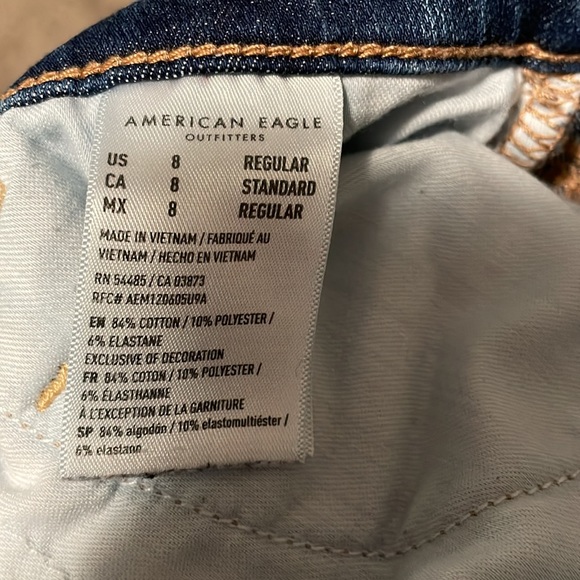 AMERICAN EAGLE
OUTFITTERS
US 8 REGULAR
CA 8 STANDARD
MX 8 REGULAR
MADE IN VIETNAM / FABRIQUÉ AU
VIETNAM / HECHO EN VIETNAM
RN 54485 / CA 03873
RFC# AEM120605U9A
EN 84% COTTON / 10% POLYESTER /
6% ELASTANE
EXCLUSIVE OF DECORATION
FR 84% COTON / 10% POLYESTER /
6% ÉLASTHANNE
À L'EXCEPTION DE LA GARNITURE
SP 84% algodón / 10% elastomultiéster /
6% elastano